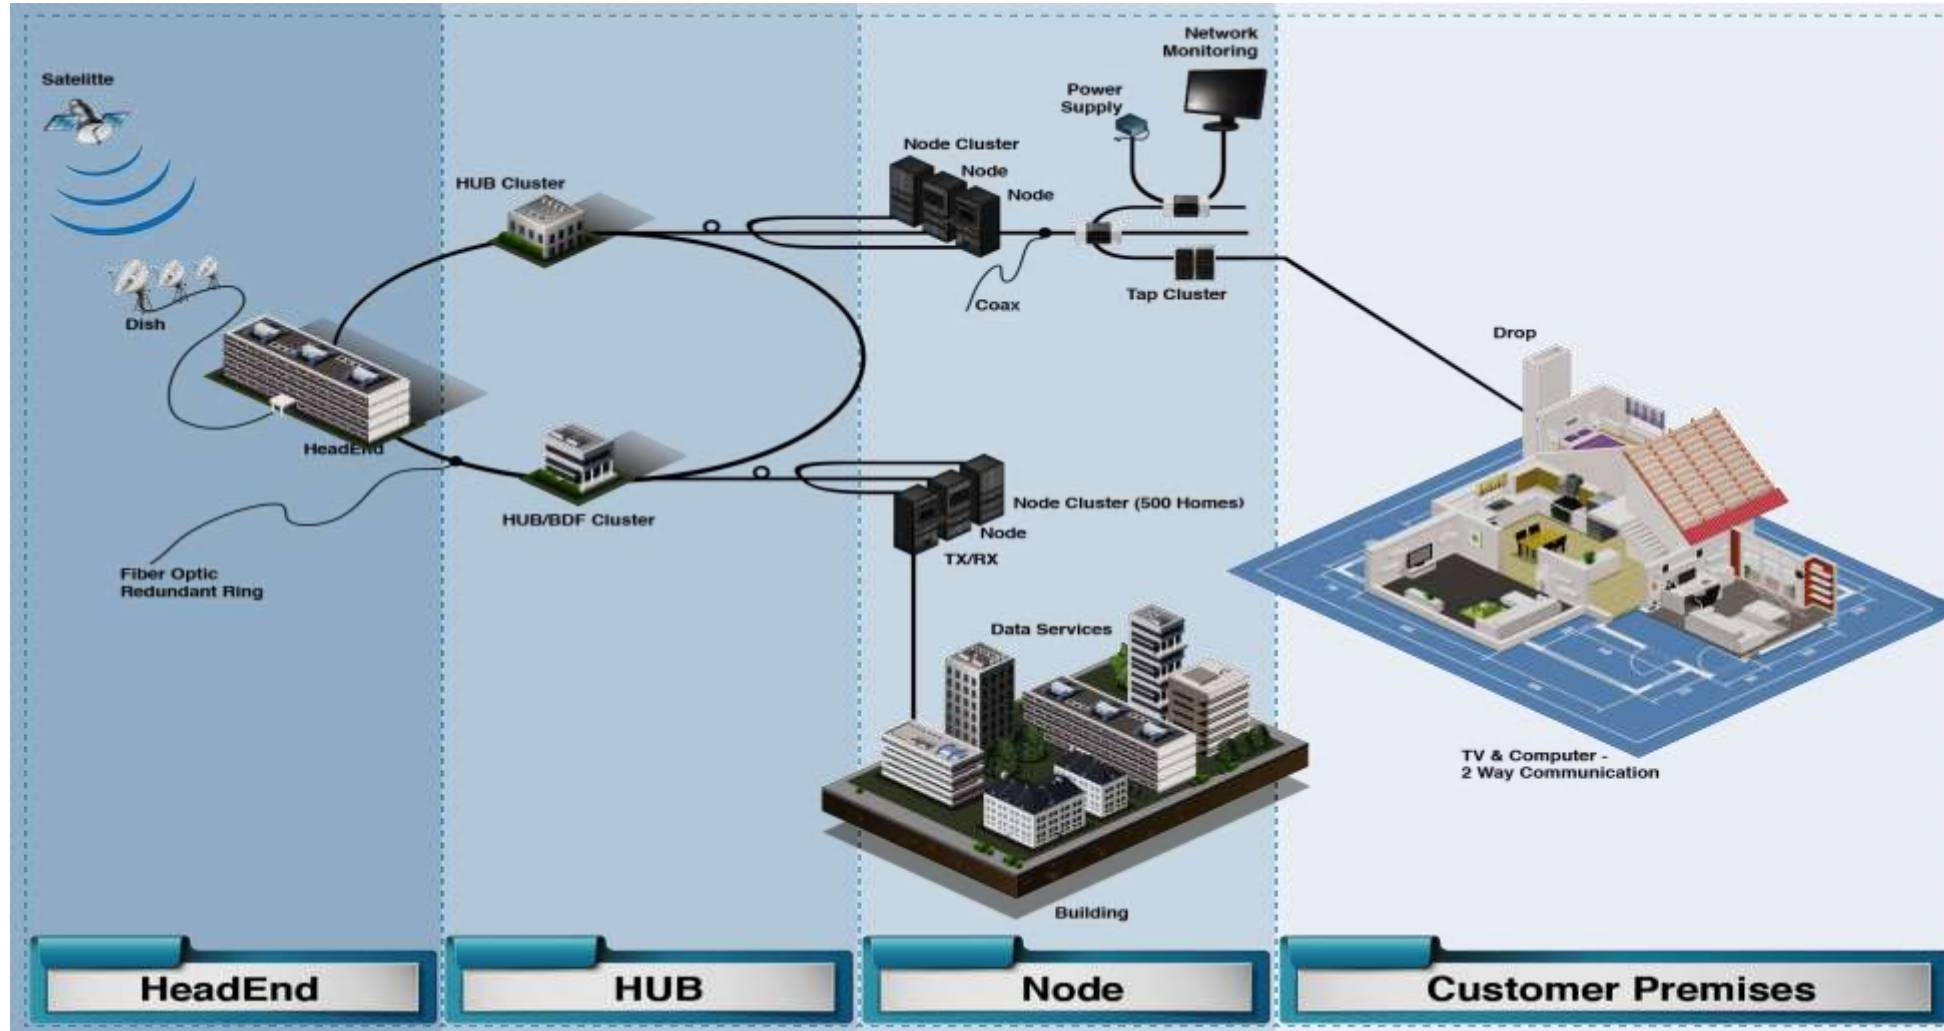 Satelitte
Dish
HeadEnd
Fiber Optic
Redundant Ring
HUB Cluster
HUB/BDF Cluster
Network
Monitoring
Power
Supply
Node Cluster
Node
Node
Coax
Tap Cluster
Node Cluster (500 Homes)
Node
TX/RX
Data Services
Building
Drop
TV & Computer -
2 Way Communication
HeadEnd
HUB
Node
Customer Premises